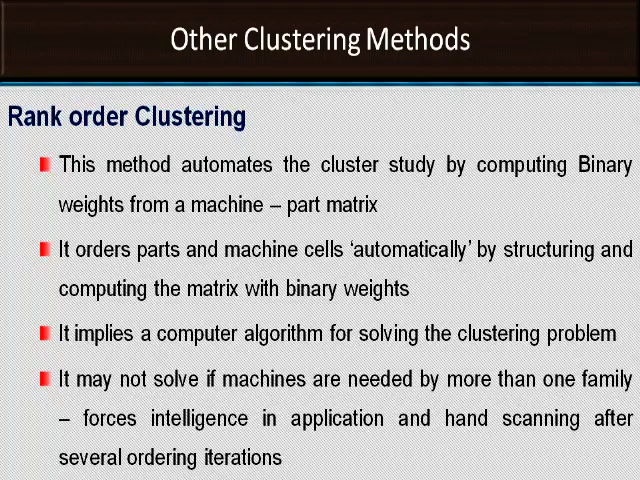 Other Clustering Methods
Rank order Clustering
This method automates the cluster study by computing Binary
weights from a machine – part matrix
It orders parts and machine cells ‘automatically’ by structuring and
computing the matrix with binary weights
It implies a computer algorithm for solving the clustering problem
It may not solve if machines are needed by more than one family
– forces intelligence in application and hand scanning after
several ordering iterations